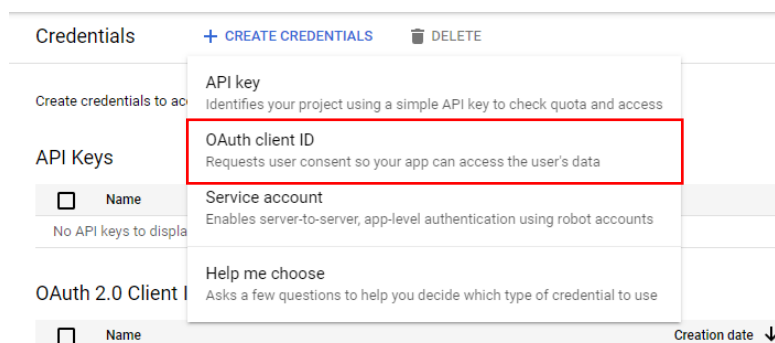 Credentials
+ CREATE CREDENTIALS
DELETE
API key
Create credentials to ac
Identifies your project using a simple API key to check quota and access
OAuth client ID
API Keys
Requests user consent so your app can access the user's data
Name
Service account
Enables server-to-server, app-level authentication using robot accounts
No API keys to displa
Help me choose
OAuth 2.0 Client I
Asks a few questions to help you decide which type of credential to use
Name
Creation date